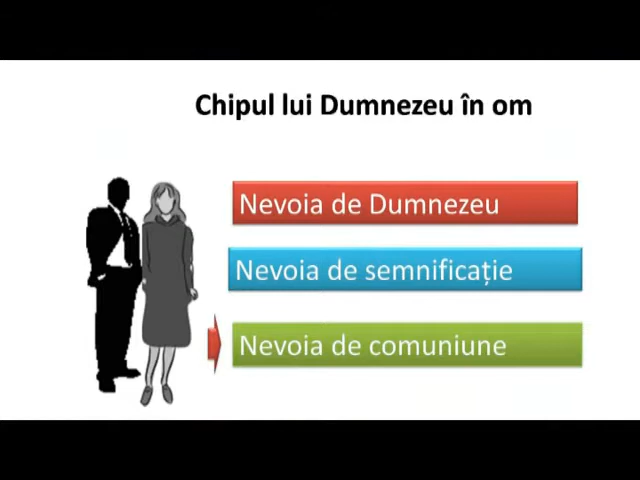 Chipul lui Dumnezeu în om
Nevoia de Dumnezeu
Nevoia de semnificație
Nevoia de comuniune